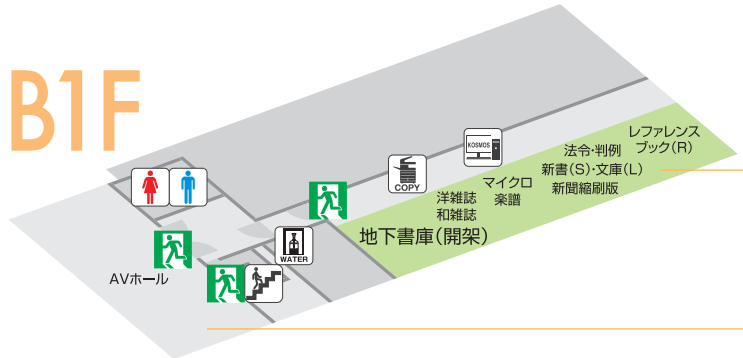 B1F
レファレンス
ブック(R)
法令・判例
新書(S)・文庫(L)
新聞縮刷版
マイクロ
楽譜
洋雑誌
和雑誌
地下書庫(開架)
KOSMOS
COPY
WATER
AVホール